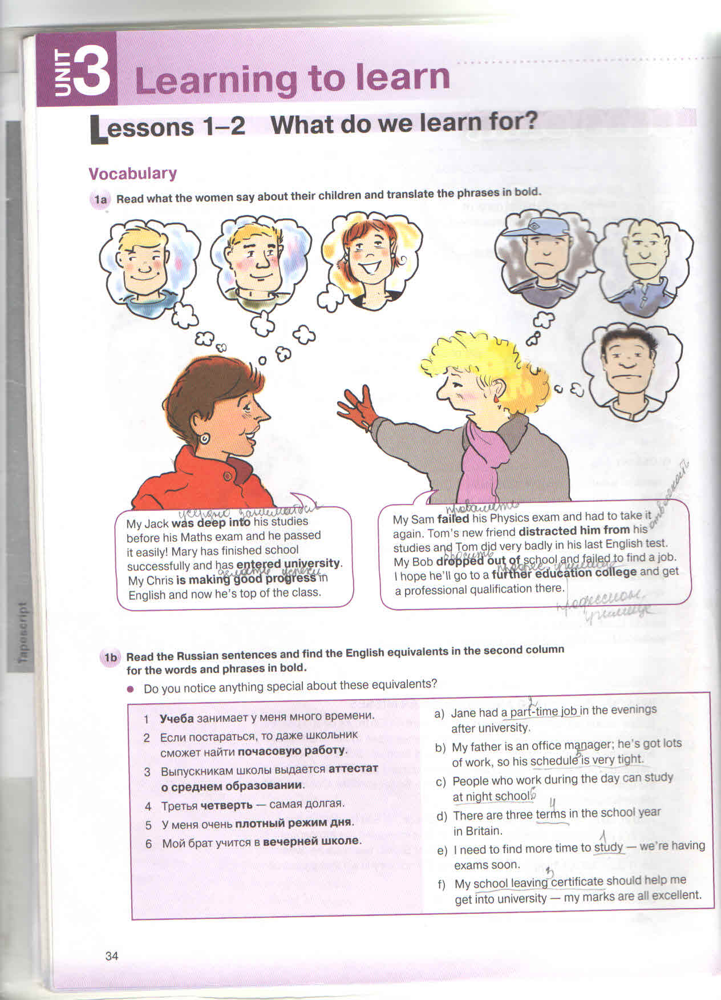 UNIT 3
Learning to learn
Lessons 1–2 What do we learn for?
Vocabulary
1a Read what the women say about their children and translate the phrases in bold.
усердно заниматься
My Jack was deep into his studies
before his Maths exam and he passed
it easily! Mary has finished school
successfully and has entered university.
делать успехи
My Chris is making good progress in
English and now he's top of the class.
провалить
My Sam failed his Physics exam and had to take it
again. Tom's new friend distracted him from his
отвлекать
studies and Tom did very badly in his last English test.
бросить
My Bob dropped out of school and failed to find a job.
училище
I hope he'll go to a further education college and get
a professional qualification there.
профессион.
училище
1b Read the Russian sentences and find the English equivalents in the second column
for the words and phrases in bold.
● Do you notice anything special about these equivalents?
1 Учеба занимает у меня много времени.
2 Если постараться, то даже школьник
сможет найти почасовую работу.
3 Выпускникам школы выдается аттестат
о среднем образовании.
4 Третья четверть — самая долгая.
5 У меня очень плотный режим дня.
6 Мой брат учится в вечерней школе.
2
a) Jane had a part-time job in the evenings
after university.
b) My father is an office manager; he's got lots
5
of work, so his schedule is very tight.
c) People who work during the day can study
at night school. 6
4
d) There are three terms in the school year
in Britain.
1
e) I need to find more time to study — we're having
exams soon.
3
f) My school leaving certificate should help me
get into university — my marks are all excellent.
34
Tapescript